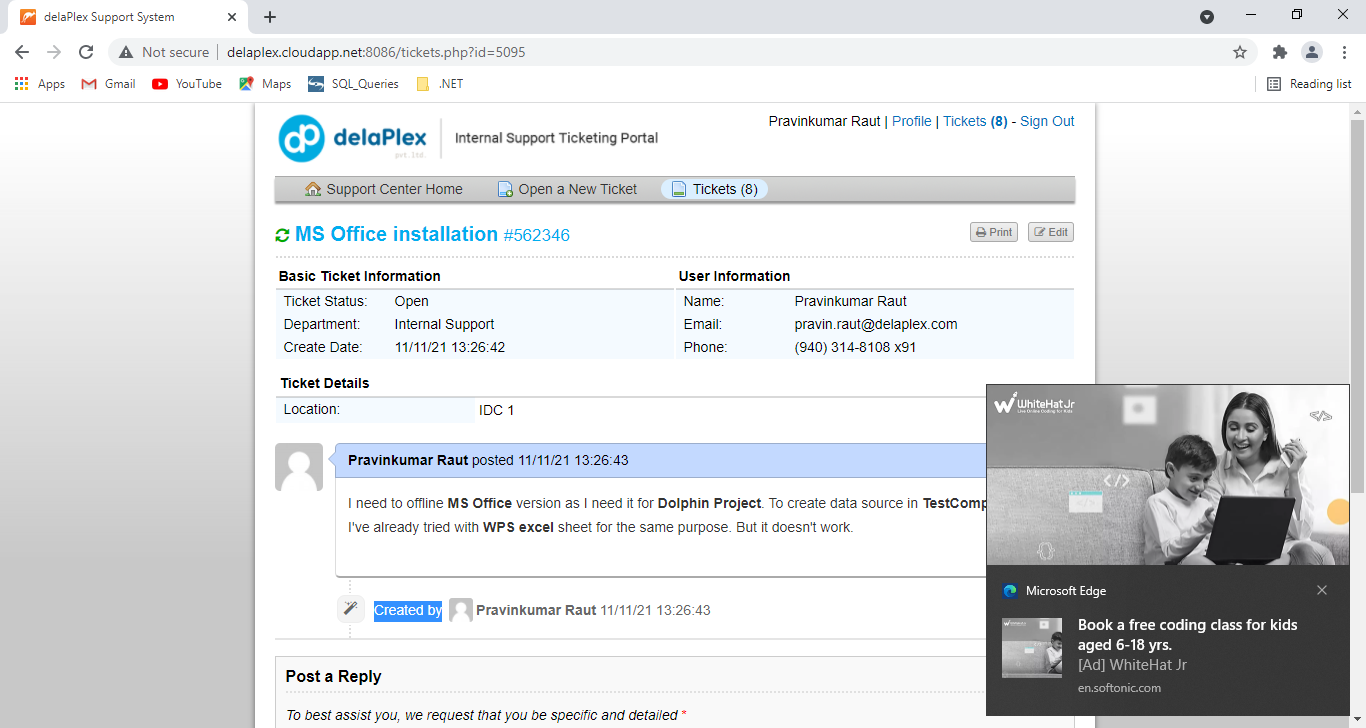 delaPlex Support System
Not secure
delaplex.cloudapp.net:8086/tickets.php?id=5095
Apps
Gmail
YouTube
Maps
SQL_Queries
.NET
Reading list
dp delaPlex
pvt.ltd.
Internal Support Ticketing Portal
Pravinkumar Raut | Profile | Tickets (8) - Sign Out
Support Center Home
Open a New Ticket
Tickets (8)
MS Office installation #562346
Print
Edit
Basic Ticket Information
User Information
Ticket Status: Open
Name: Pravinkumar Raut
Department: Internal Support
Email: pravin.raut@delaplex.com
Create Date: 11/11/21 13:26:42
Phone: (940) 314-8108 x91
Ticket Details
Location: IDC 1
Pravinkumar Raut posted 11/11/21 13:26:43
I need to offline MS Office version as I need it for Dolphin Project. To create data source in TestComp
I've already tried with WPS excel sheet for the same purpose. But it doesn't work.
Created by Pravinkumar Raut 11/11/21 13:26:43
Post a Reply
To best assist you, we request that you be specific and detailed *
WhiteHat Jr
Live Online Coding for Kids
</>
</>
Microsoft Edge
Book a free coding class for kids
aged 6-18 yrs.
[Ad] WhiteHat Jr
en.softonic.com